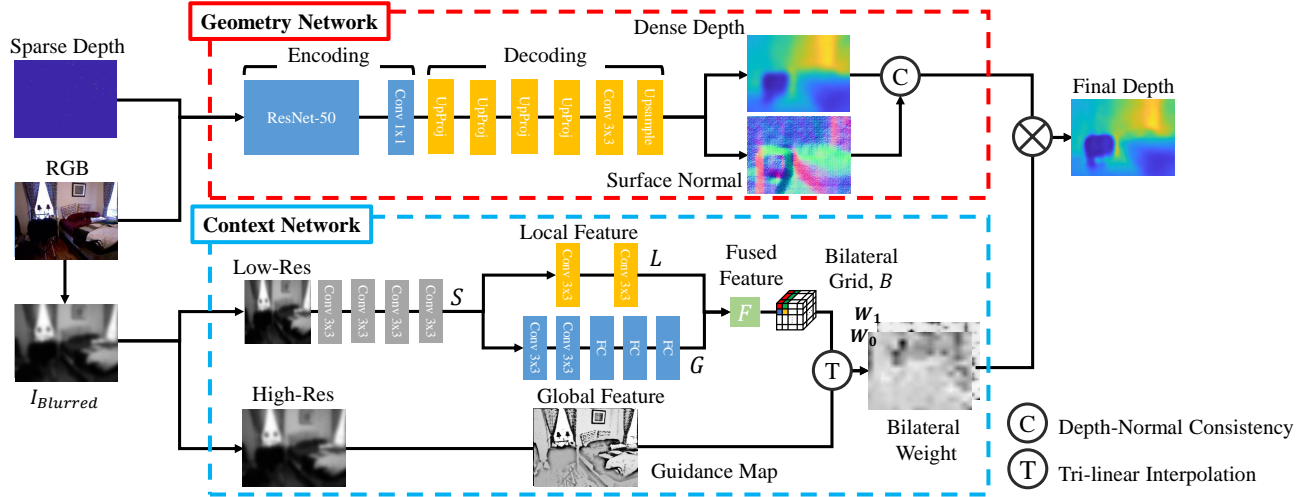 Geometry Network
Sparse Depth
Encoding
Decoding
Dense Depth
ResNet-50
Conv 1x1
UpProj
UpProj
UpProj
UpProj
Conv 3x3
Upsample
C
Final Depth
RGB
Surface Normal
Context Network
Local Feature
Low-Res
Conv 3x3
Conv 3x3
Conv 3x3
Conv 3x3
S
Conv 3x3
Conv 3x3
L
Fused
Feature
F
Bilateral
Grid, B
Conv 3x3
Conv 3x3
FC
FC
FC
G
W1
W0
T
I_Blurred
High-Res
Global Feature
Guidance Map
Bilateral
Weight
C Depth-Normal Consistency
T Tri-linear Interpolation